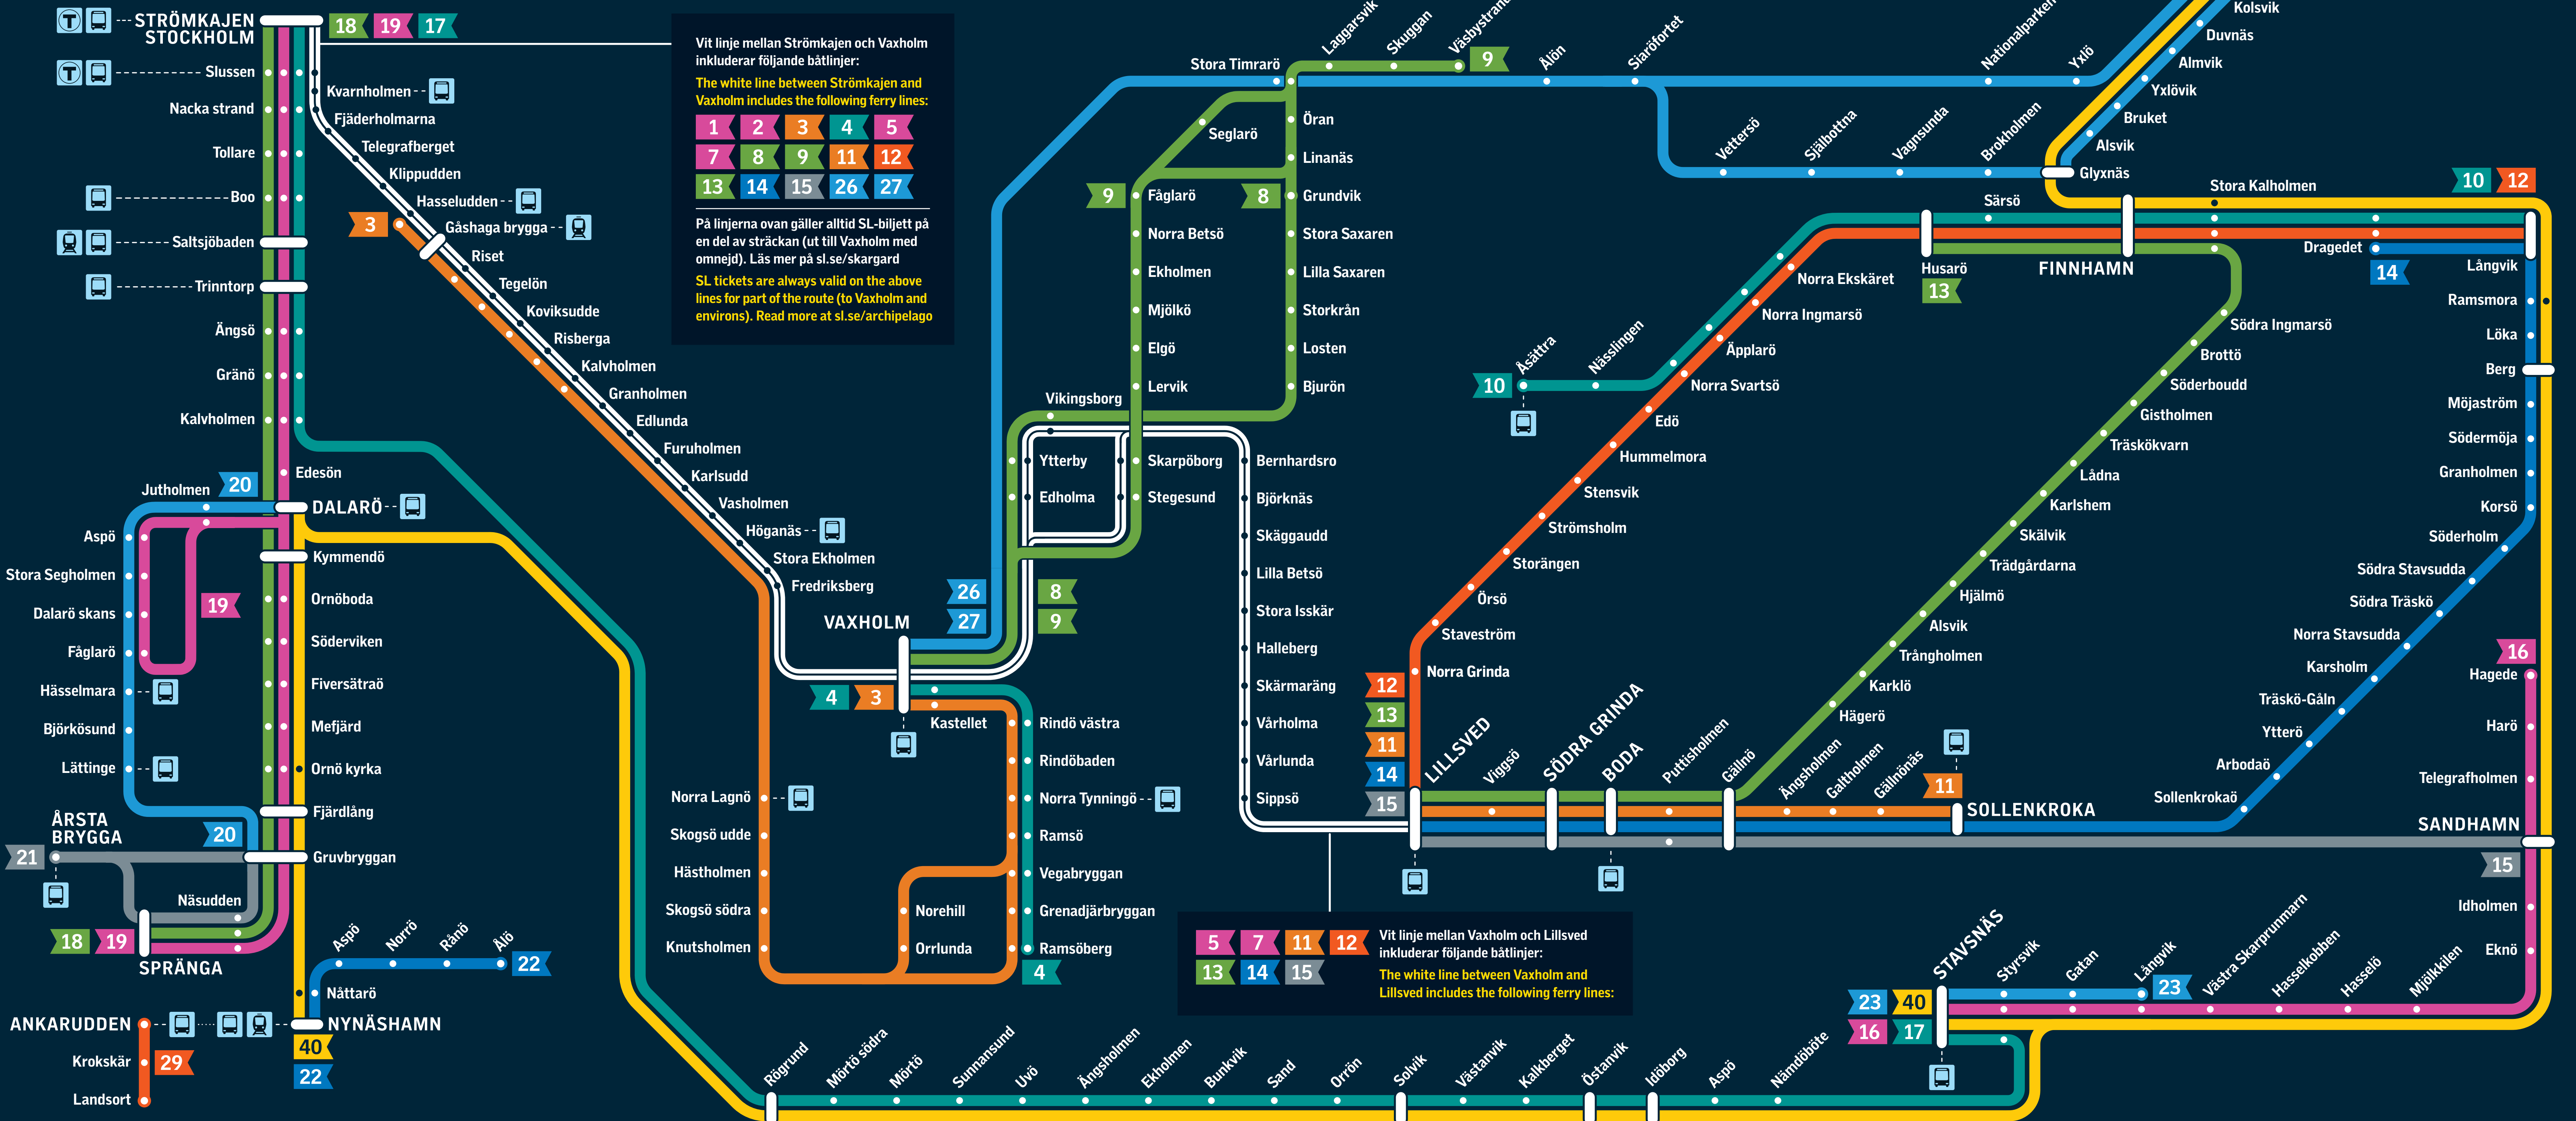 STRÖMKAJEN
STOCKHOLM
18 19 17
Slussen
Nacka strand
Tollare
Boo
Saltsjöbaden
Trinntorp
Ängsö
Gränö
Kalvholmen
Edesön
Jutholmen
20
DALARÖ
Aspö
Stora Segholmen
Dalarö skans
Fåglarö
Hässelmara
Björkösund
Lättinge
19
Kymmendö
Ornöboda
Söderviken
Fiversätraö
Mefjärd
Ornö kyrka
Fjärdlång
Gruvbryggan
20
ÅRSTA
BRYGGA
21
Näsudden
18 19
SPRÅNGA
Aspö
Norrö
Rånö
Älö
22
Nåttarö
ANKARUDDEN
NYNÄSHAMN
40
22
Krokskär
29
Landsort
Kvarnholmen
Fjäderholmarna
Telegrafberget
Klippudden
Hasseludden
3
Gåshaga brygga
Riset
Tegelön
Koviksudde
Risberga
Kalvholmen
Granholmen
Edlunda
Furuholmen
Karlsudd
Vasholmen
Höganäs
Stora Ekholmen
Fredriksberg
Vit linje mellan Strömkajen och Vaxholm
inkluderar följande båtlinjer:
The white line between Strömkajen and
Vaxholm includes the following ferry lines:
1 2 3 4 5
7 8 9 11 12
13 14 15 26 27
På linjerna ovan gäller alltid SL-biljett på
en del av sträckan (ut till Vaxholm med
omnejd). Läs mer på sl.se/skargard
SL tickets are always valid on the above
lines for part of the route (to Vaxholm and
environs). Read more at sl.se/archipelago
VAXHOLM
26
27
8
9
4 3
Kastellet
Norra Lagnö
Skogsö udde
Hästholmen
Skogsö södra
Knutsholmen
Norehill
Orrlunda
Rindö västra
Rindöbaden
Norra Tynningö
Ramsö
Vegabryggan
Grenadjärbryggan
Ramsöberg
4
Stora Timrarö
Laggarsvik
Skuggan
Väsbystrand
9
Seglarö
Öran
Linanäs
9
Fåglarö
8
Grundvik
Norra Betsö
Stora Saxaren
Ekholmen
Lilla Saxaren
Mjölkö
Storkrån
Elgö
Losten
Lervik
Bjurön
Vikingsborg
Ytterby
Skarpöborg
Edholma
Stegesund
Bernhardsro
Björknäs
Skäggaudd
Lilla Betsö
Stora Isskär
Halleberg
Skärmaräng
Vårholma
Vårlunda
Sippsö
5 7 11 12
13 14 15
Vit linje mellan Vaxholm och Lillsved
inkluderar följande båtlinjer:
The white line between Vaxholm and
Lillsved includes the following ferry lines:
Älön
Siaröfortet
Nationalparken
Yxlö
Kolsvik
Duvnäs
Almvik
Yxlövik
Bruket
Alsvik
Glyxnäs
Vettersö
Själbottna
Vagnsunda
Brokholmen
Särsö
Stora Kalholmen
10 12
Husarö
13
FINNHAMN
Dragedet
14
Långvik
Ramsmora
Löka
Berg
Möjaström
Södermöja
Granholmen
Korsö
Söderholm
Södra Stavsudda
Södra Träskö
Norra Stavsudda
Karsholm
Träskö-Gåln
Ytterö
Arbodaö
Sollenkrokaö
10
Åsättra
Nässlingen
Norra Ekskäret
Norra Ingmarsö
Äpplarö
Norra Svartsö
Edö
Hummelmora
Stensvik
Strömsholm
Storängen
Örsö
Staveström
Norra Grinda
Södra Ingmarsö
Brottö
Söderboudd
Gistholmen
Träskökvarn
Lådna
Karlshem
Skälvik
Trädgårdarna
Hjälmö
Alsvik
Trångholmen
Karklö
Hägerö
12
13
11
14
15
LILLSVED
Viggsö
SÖDRA GRINDA
BODA
Puttisholmen
Gällnö
Ängsholmen
Galtholmen
Gällnönäs
11
SOLLENKROKA
16
Hagede
Harö
Telegrafholmen
SANDHAMN
15
Idholmen
Eknö
STAVSNÄS
Styrsvik
Gatan
Långvik
23
Västra Skarprunmarn
Hasselkobben
Hasselö
Mjölkkilen
23 40
16 17
Rögrund
Mörtö södra
Mörtö
Sunnansund
Uvö
Ängsholmen
Ekholmen
Bunkvik
Sand
Orrön
Solvik
Västanvik
Kalkberget
Östanvik
Idöborg
Aspö
Nämdöböte